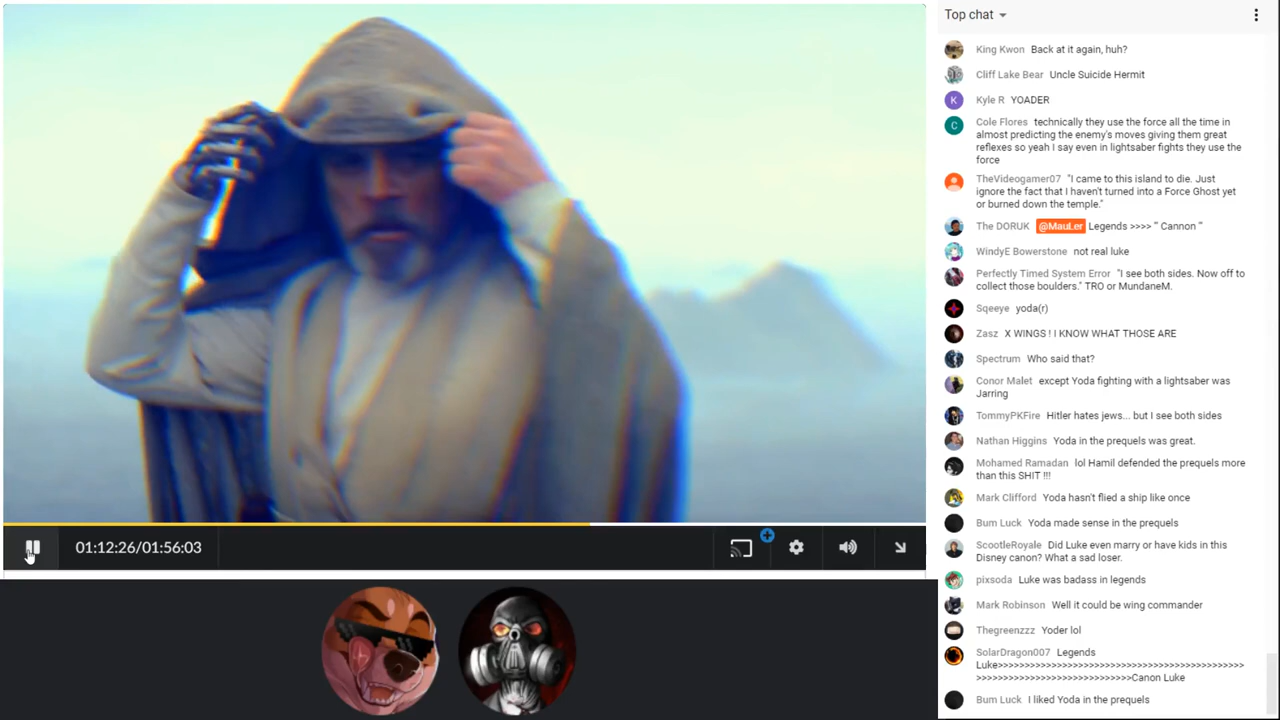 Top chat
King Kwon Back at it again, huh?
Cliff Lake Bear Uncle Suicide Hermit
K Kyle R YOADER
C Cole Flores technically they use the force all the time in
almost predicting the enemy's moves giving them great
reflexes so yeah I say even in lightsaber fights they use the
force
TheVideogamer07 "I came to this island to die. Just
ignore the fact that I haven't turned into a Force Ghost yet
or burned down the temple."
The DORUK @MauLer Legends >>>> "' Cannon "'
WindyE Bowerstone not real luke
Perfectly Timed System Error "I see both sides. Now off to
collect those boulders." TRO or MundaneM.
Sqeeye yoda(r)
Zasz X WINGS ! I KNOW WHAT THOSE ARE
Spectrum Who said that?
Conor Malet except Yoda fighting with a lightsaber was
Jarring
TommyPKFire Hitler hates jews... but I see both sides
Nathan Higgins Yoda in the prequels was great.
Mohamed Ramadan lol Hamil defended the prequels more
than this SHIT !!!
Mark Clifford Yoda hasn't flied a ship like once
Bum Luck Yoda made sense in the prequels
ScootleRoyale Did Luke even marry or have kids in this
Disney canon? What a sad loser.
pixsoda Luke was badass in legends
Mark Robinson Well it could be wing commander
Thegreenzzz Yoder lol
SolarDragon007 Legends
Luke>>>>>>>>>>>>>>>>>>>>>>>>>>>>>>>>>>>>>>>>>>>>>>
>>>>>>>>>>>>>>>>>>>>>>>>>>>>>Canon Luke
Bum Luck I liked Yoda in the prequels
01:12:26/01:56:03